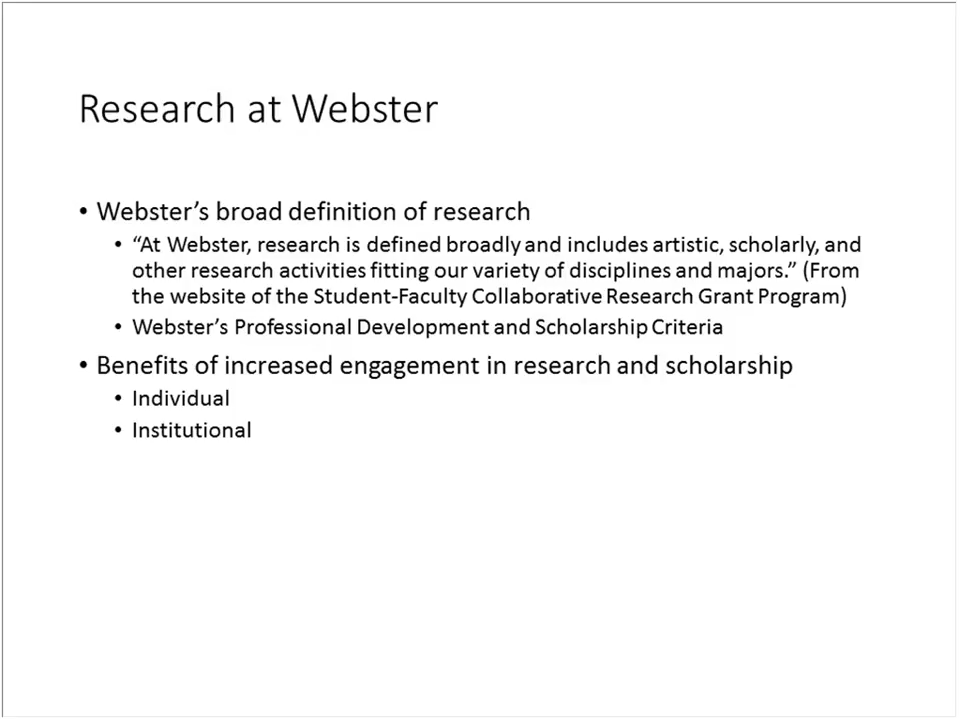 Research at Webster
• Webster’s broad definition of research
• “At Webster, research is defined broadly and includes artistic, scholarly, and
other research activities fitting our variety of disciplines and majors.” (From
the website of the Student-Faculty Collaborative Research Grant Program)
• Webster’s Professional Development and Scholarship Criteria
• Benefits of increased engagement in research and scholarship
• Individual
• Institutional